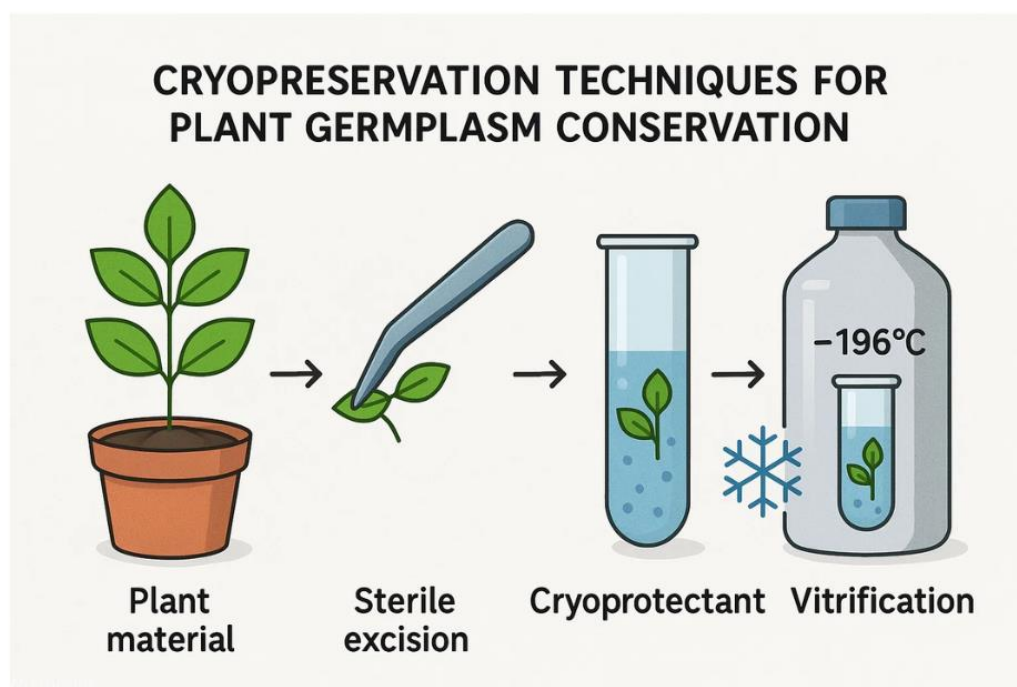 CRYOPRESERVATION TECHNIQUES FOR
PLANT GERMPLASM CONSERVATION
−196°C
Plant
material
Sterile
excision
Cryoprotectant
Vitrification